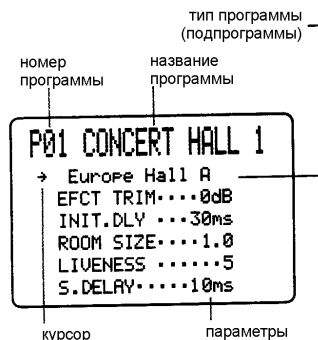 тип программы
(подпрограммы)
номер
программы
название
программы
P01 CONCERT HALL 1
→ Europe Hall A
EFCT TRIM····0dB
INIT.DLY ···30ms
ROOM SIZE····1.0
LIVENESS ······5
S.DELAY·····10ms
курсор
параметры